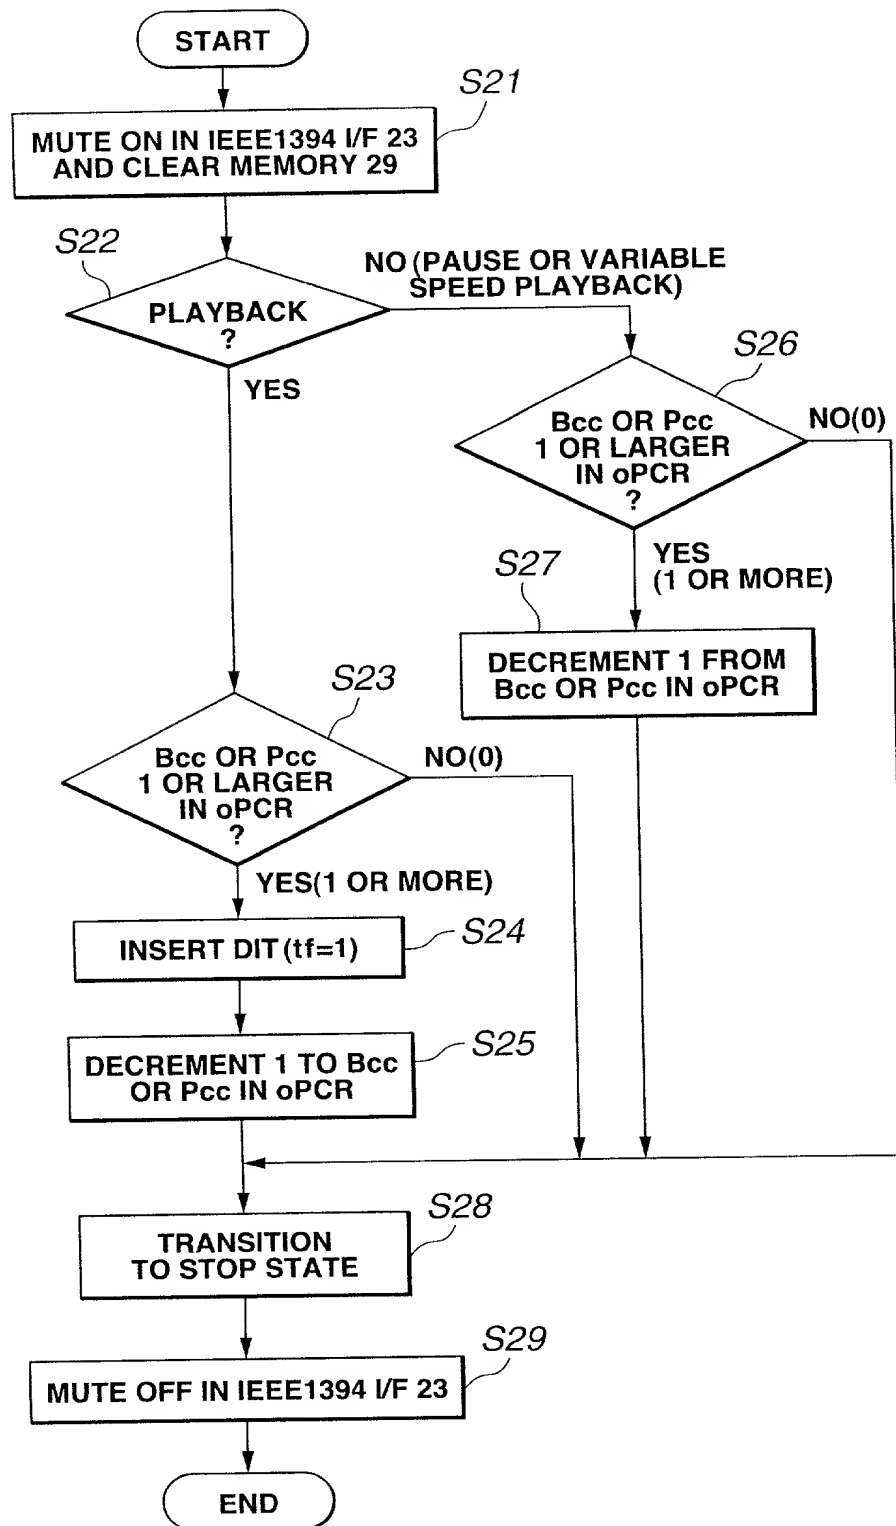 START
S21
MUTE ON IN IEEE1394 I/F 23
AND CLEAR MEMORY 29
S22
NO (PAUSE OR VARIABLE
SPEED PLAYBACK)
PLAYBACK
?
YES
S26
Bcc OR Pcc
1 OR LARGER
IN oPCR
?
NO(0)
YES
(1 OR MORE)
S27
DECREMENT 1 FROM
Bcc OR Pcc IN oPCR
S23
Bcc OR Pcc
1 OR LARGER
IN oPCR
?
NO(0)
YES(1 OR MORE)
S24
INSERT DIT (tf=1)
S25
DECREMENT 1 TO Bcc
OR Pcc IN oPCR
S28
TRANSITION
TO STOP STATE
S29
MUTE OFF IN IEEE1394 I/F 23
END